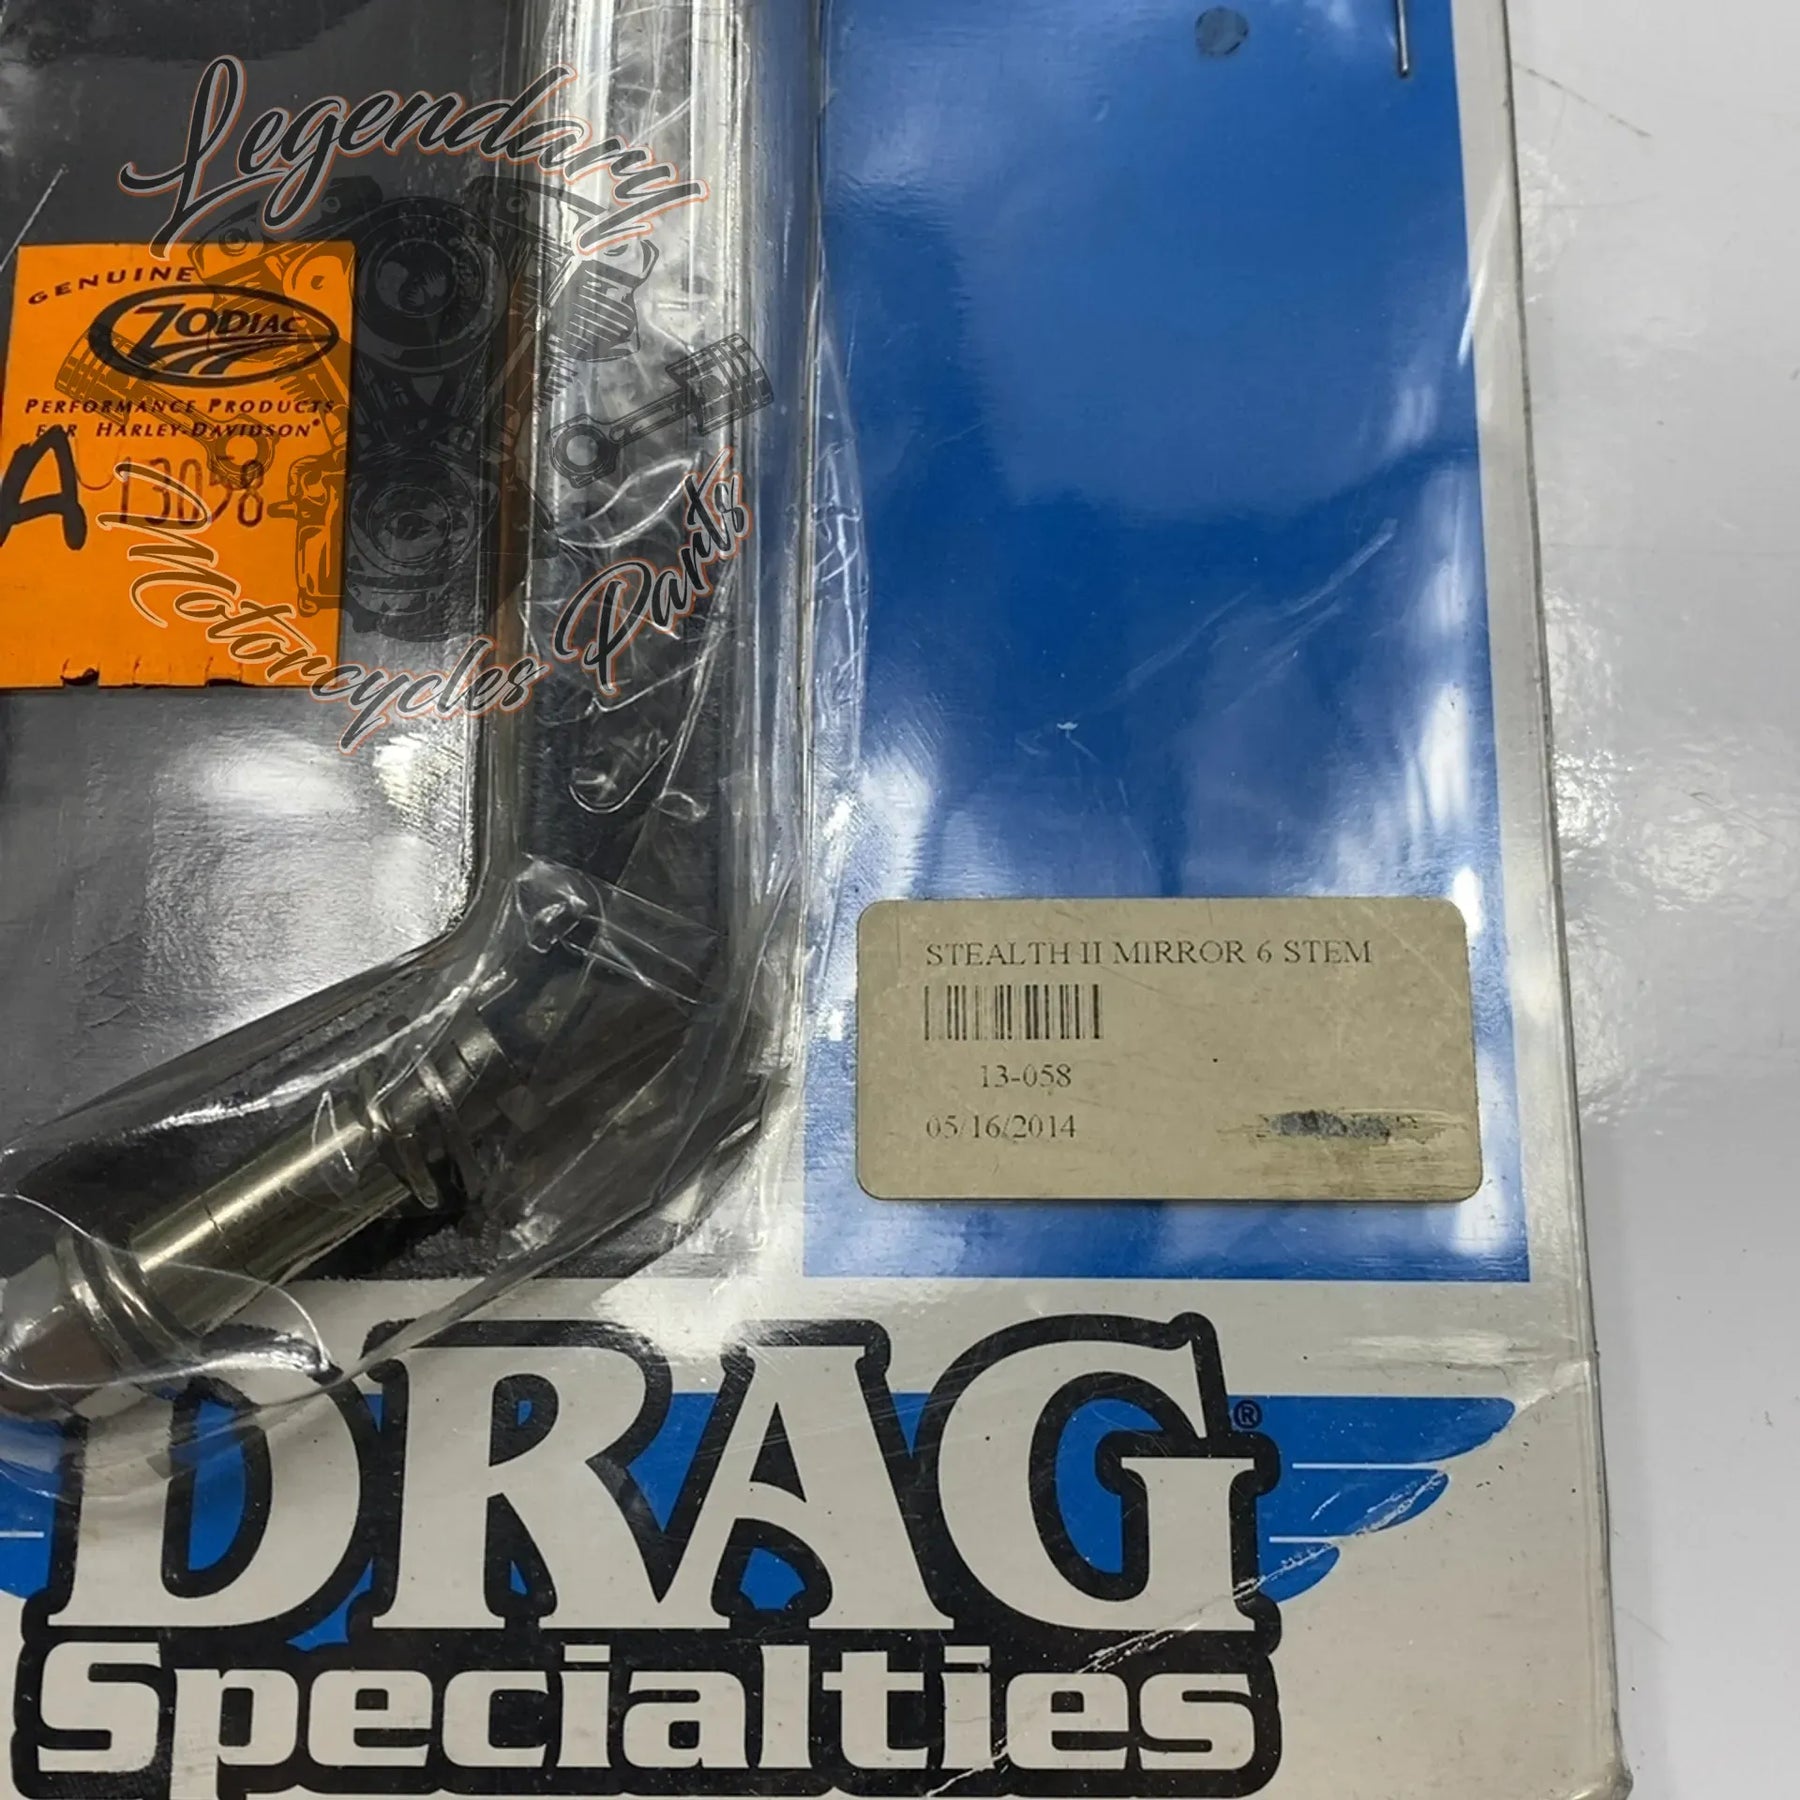 Legendary
Motorcycles Parts
GENUINE
ZODIAC
PERFORMANCE PRODUCTS
FOR HARLEY-DAVIDSON®
A 13058
STEALTH II MIRROR 6 STEM
13-058
05/16/2014
DRAG®
Specialties